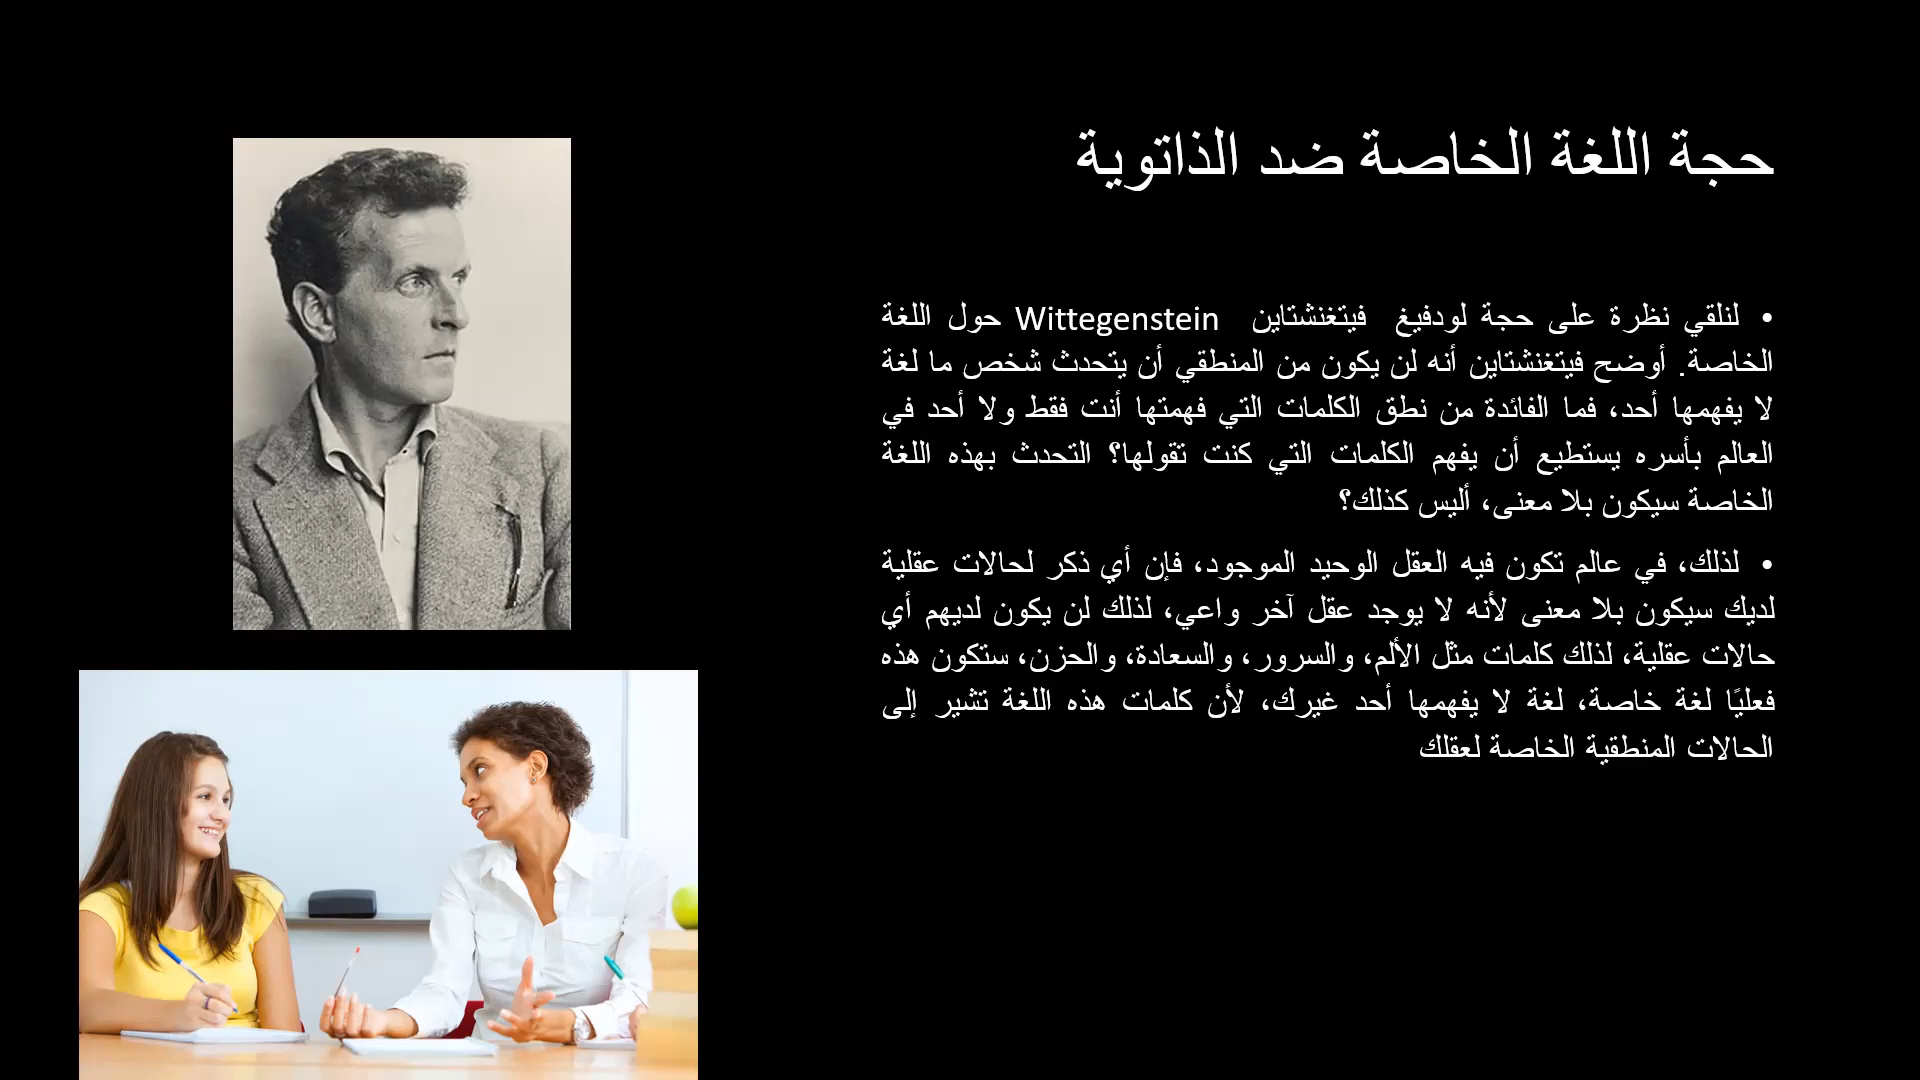 حجة اللغة الخاصة ضد الذاتوية
• لنلقي نظرة على حجة لودفيغ فيتغنشتاين Wittegenstein حول اللغة
الخاصة. أوضح فيتغنشتاين أنه لن يكون من المنطقي أن يتحدث شخص ما لغة
لا يفهمها أحد، فما الفائدة من نطق الكلمات التي فهمتها أنت فقط ولا أحد في
العالم بأسره يستطيع أن يفهم الكلمات التي كنت تقولها؟ التحدث بهذه اللغة
الخاصة سيكون بلا معنى، أليس كذلك؟
• لذلك، في عالم تكون فيه العقل الوحيد الموجود، فإن أي ذكر لحالات عقلية
لديك سيكون بلا معنى لأنه لا يوجد عقل آخر واعي، لذلك لن يكون لديهم أي
حالات عقلية، لذلك كلمات مثل الألم، والسرور، والسعادة، والحزن، ستكون هذه
فعليًا لغة خاصة، لغة لا يفهمها أحد غيرك، لأن كلمات هذه اللغة تشير إلى
الحالات المنطقية الخاصة لعقلك